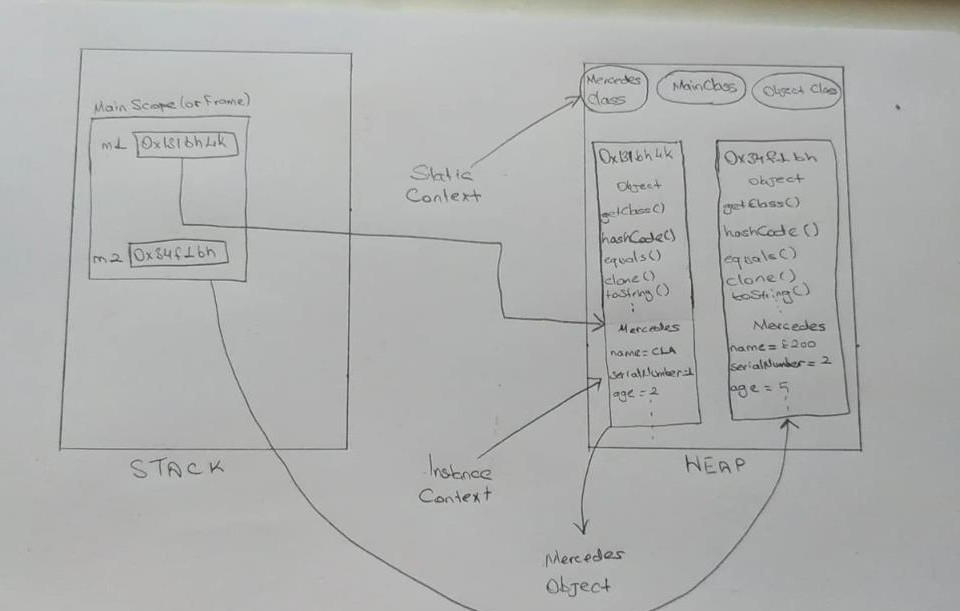 Main Scope (or Frame)
m1 0x131bh4k
m2 0x34f1bh
STACK
Static
Context
Instance
Context
Mercedes
Class
MainClass
Object Class
0x131bh4k
Object
getClass()
hashCode()
equals()
clone()
toString()
Mercedes
name=CLA
serialNumber=1
age = 2
0x34f1bh
Object
getClass()
hashCode()
equals()
clone()
toString()
Mercedes
name = E200
serialNumber = 2
age = 5
HEAP
Mercedes
Object